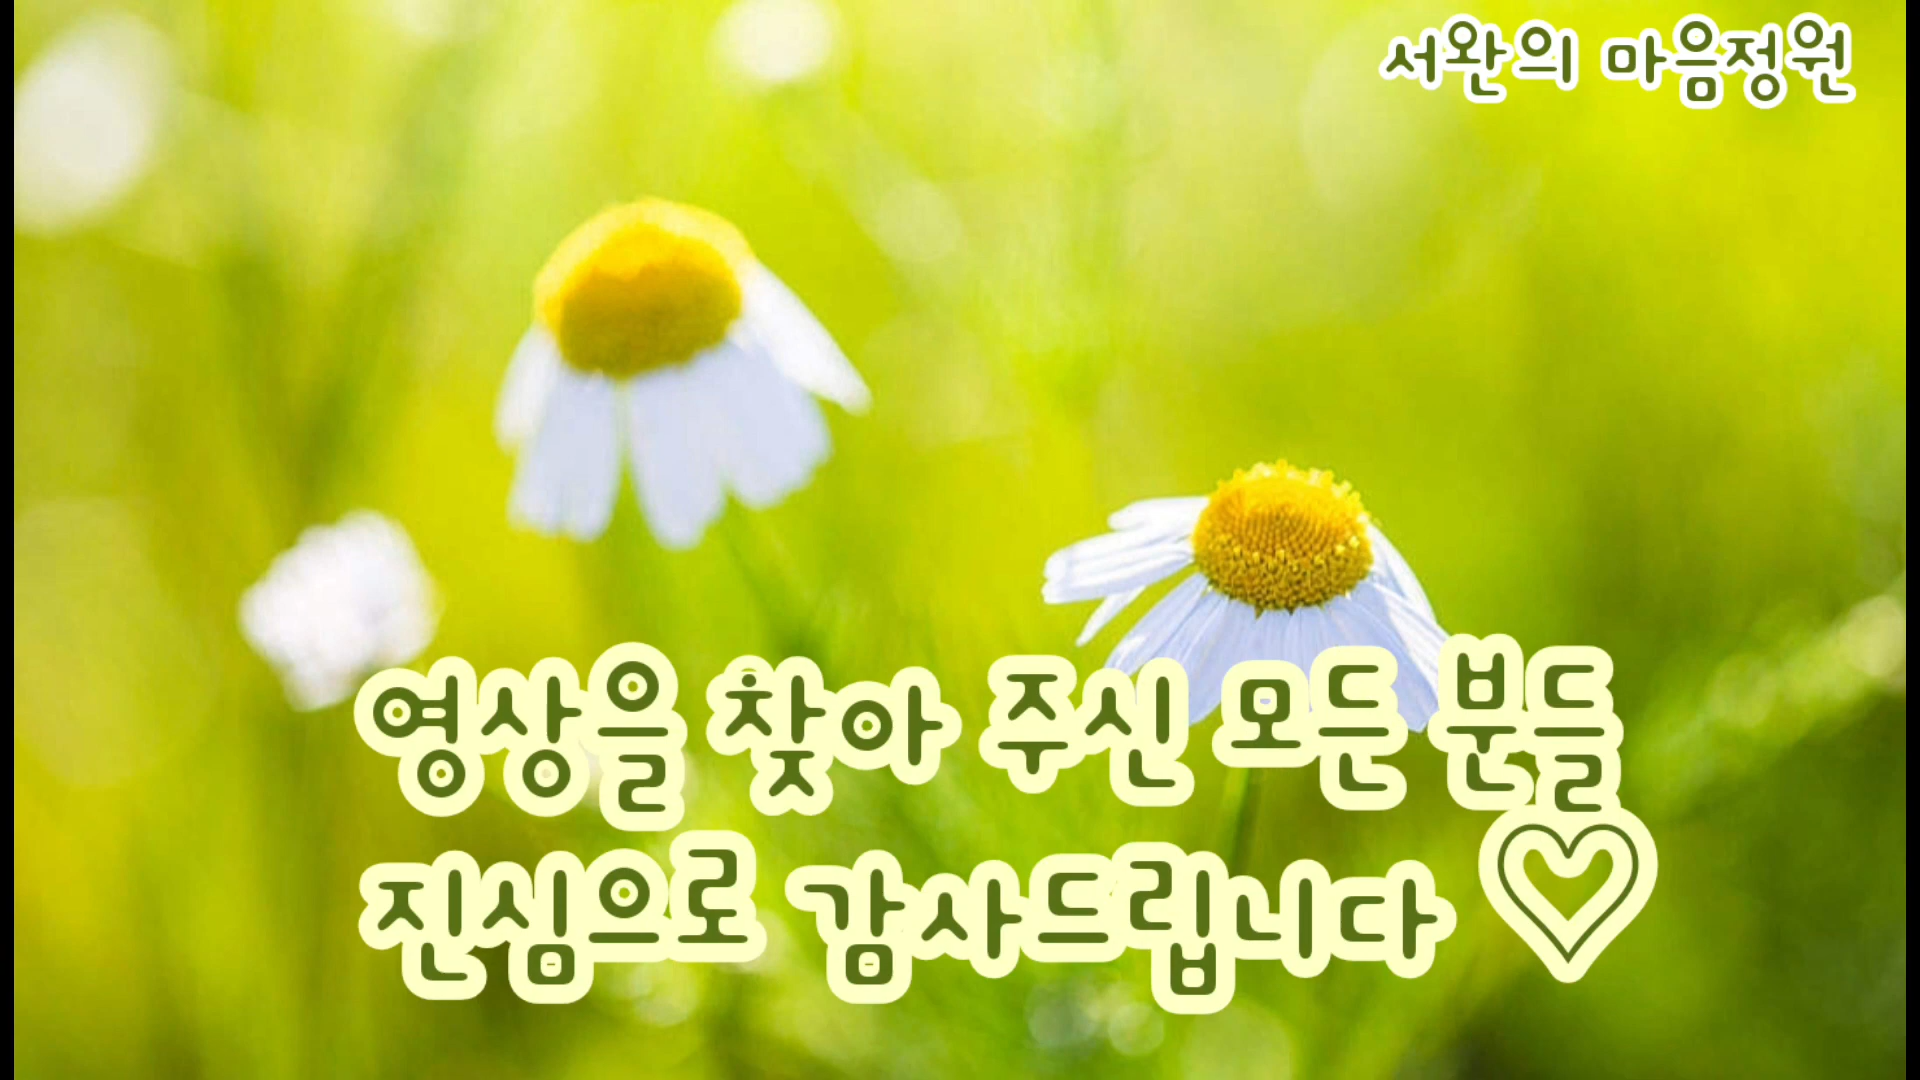 서완의 마음정원
영상을 찾아 주신 모든 분들
진심으로 감사드립니다 ♡